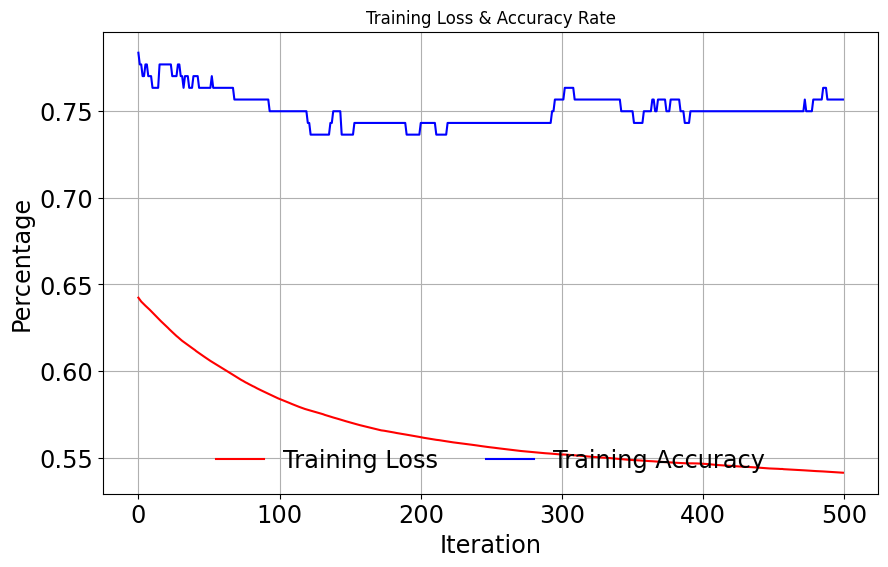 Training Loss & Accuracy Rate
Percentage
0.75
0.70
0.65
0.60
0.55
Training Loss Training Accuracy
0 100 200 300 400 500
Iteration